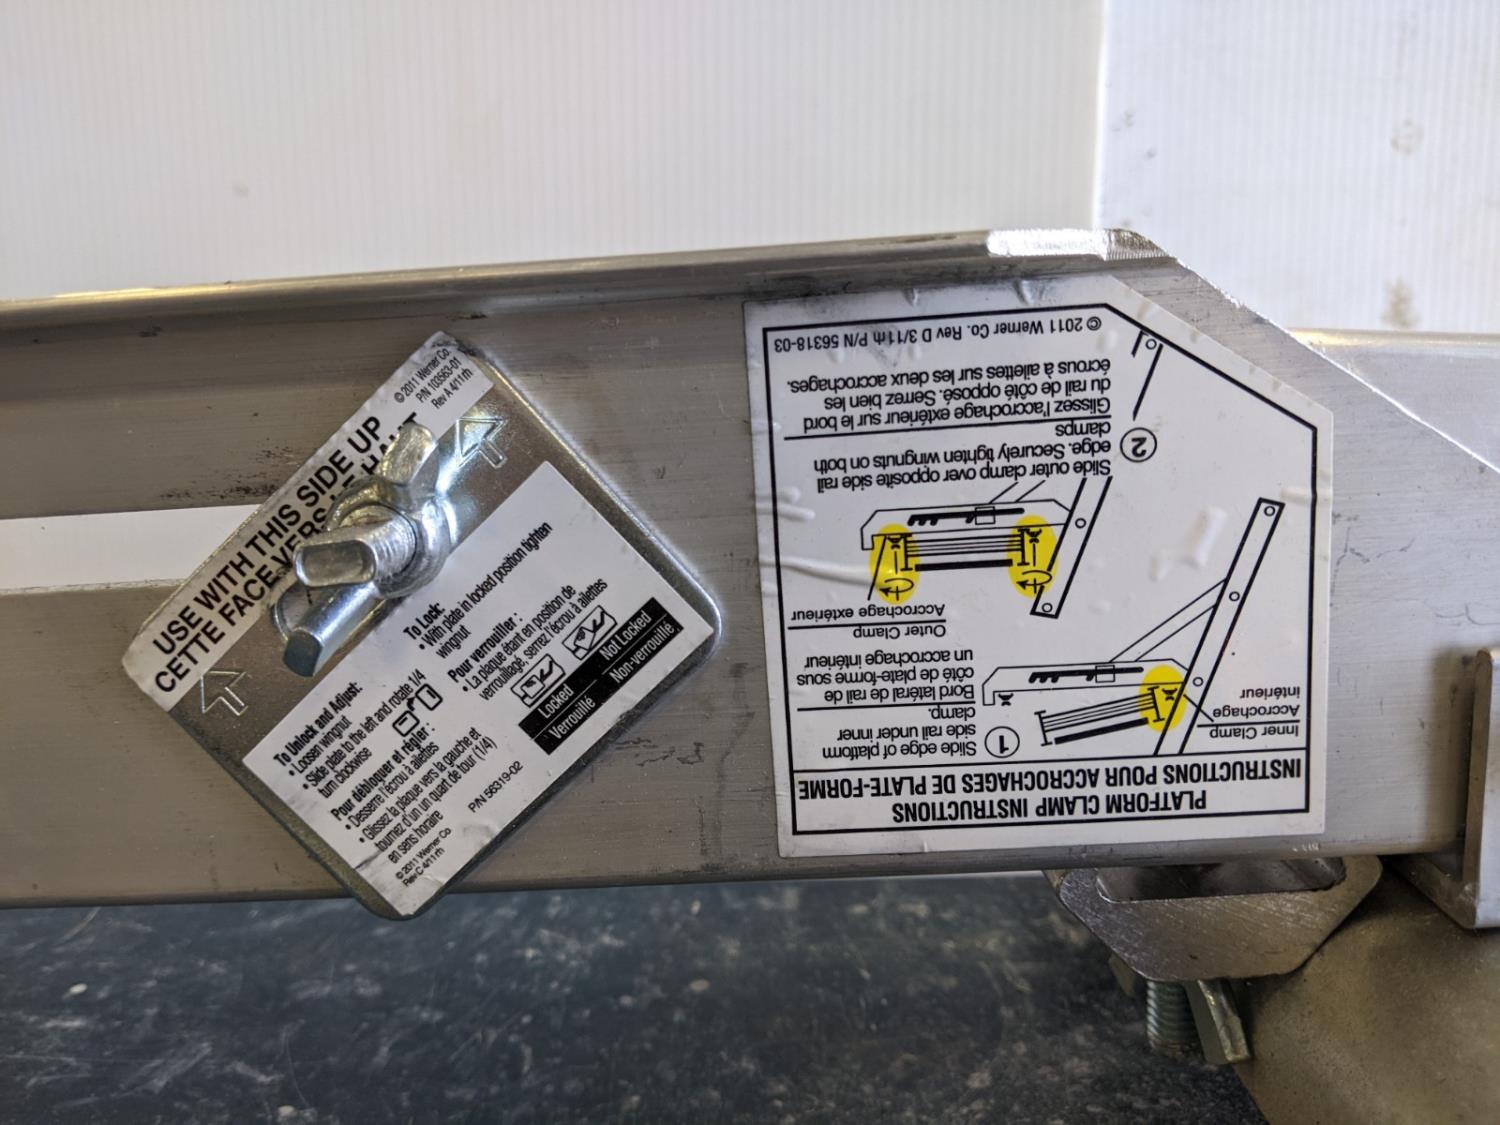 © 2011 Werner Co.
P/N 103563-01
Rev A 4/11 rh
USE WITH THIS SIDE UP
CETTE FACE VERS LE HAUT
To Unlock and Adjust:
• Loosen wingnut
• Slide plate to the left and rotate 1/4
turn clockwise
Pour débloquer et régler :
• Desserre l'écrou à ailettes
• Glissez la plaque vers la gauche et
tournez d'un un quart de tour (1/4)
en sens horaire
© 2011 Werner Co.
Rev C 4/11 rh
P/N 56319-02
To Lock:
• With plate in locked position tighten
wingnut
Pour verrouiller :
• La plaque étant en position de
verrouillage, serrez l'écrou à ailettes
Locked
Verrouillé
Not Locked
Non-verrouillé
PLATFORM CLAMP INSTRUCTIONS
INSTRUCTIONS POUR ACCROCHAGES DE PLATE-FORME
Inner Clamp
Accrochage
intérieur
1
Slide edge of platform
side rail under inner
clamp.
Bord latéral de rail de
côté de plate-forme sous
un accrochage intérieur
Outer Clamp
Accrochage extérieur
2
Slide outer clamp over opposite side rail
edge. Securely tighten wingnuts on both
clamps
Glissez l'accrochage extérieur sur le bord
du rail de côté opposé. Serrez bien les
écrous à ailettes sur les deux accrochages.
© 2011 Werner Co. Rev D 3/11rh P/N 56318-03